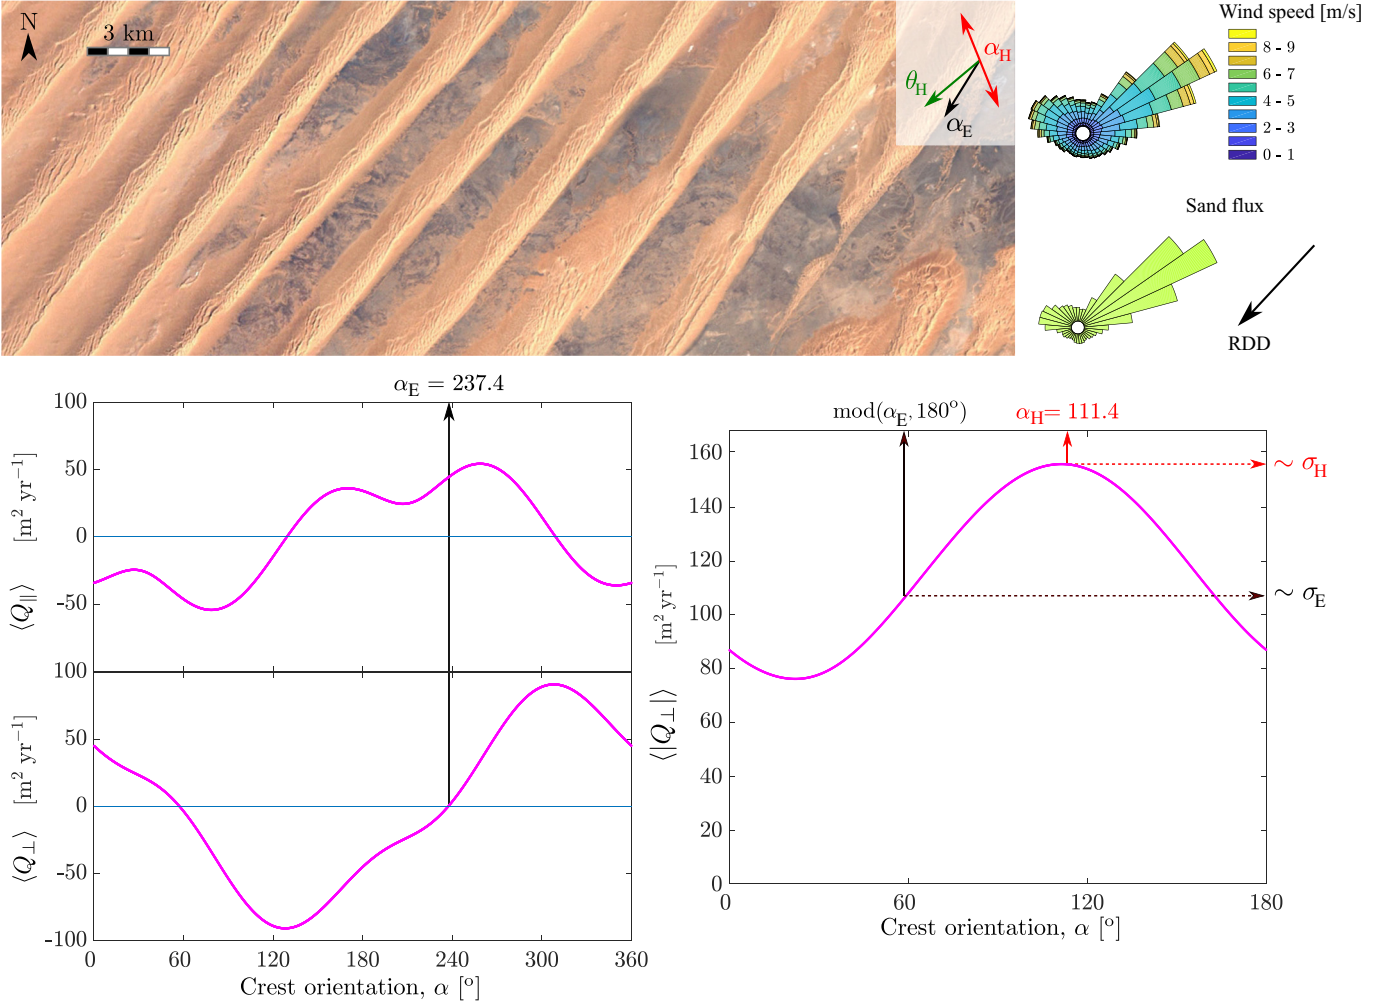 N
3 km
α_H
θ_H
α_E
Wind speed [m/s]
8 - 9
6 - 7
4 - 5
2 - 3
0 - 1
Sand flux
RDD
α_E = 237.4
100
50
0
-50
⟨Q_∥⟩ [m² yr⁻¹]
100
50
0
-50
-100
⟨Q_⊥⟩ [m² yr⁻¹]
0 60 120 180 240 300 360
Crest orientation, α [°]
mod(α_E, 180°)
α_H= 111.4
160
140
120
100
80
60
40
20
0
⟨|Q_⊥|⟩ [m² yr⁻¹]
∼ σ_H
∼ σ_E
0 60 120 180
Crest orientation, α [°]